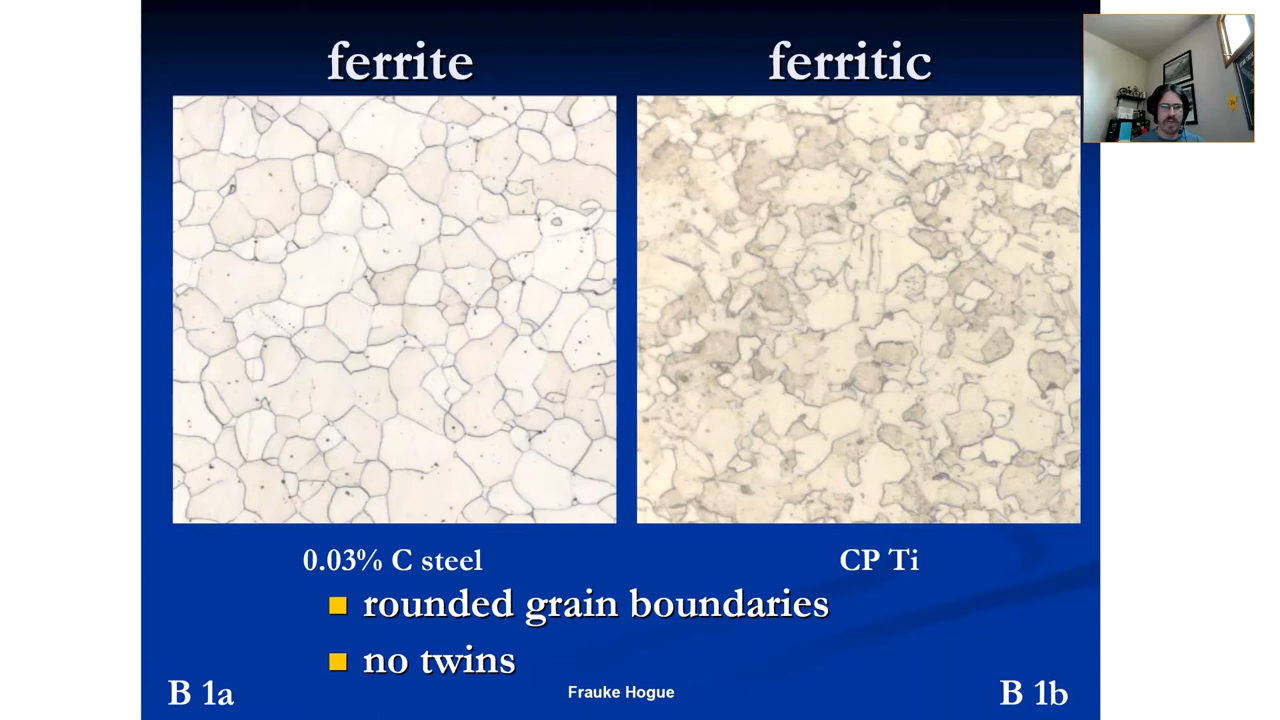 ferrite
ferritic
0.03% C steel
CP Ti
rounded grain boundaries
no twins
B 1a
Frauke Hogue
B 1b